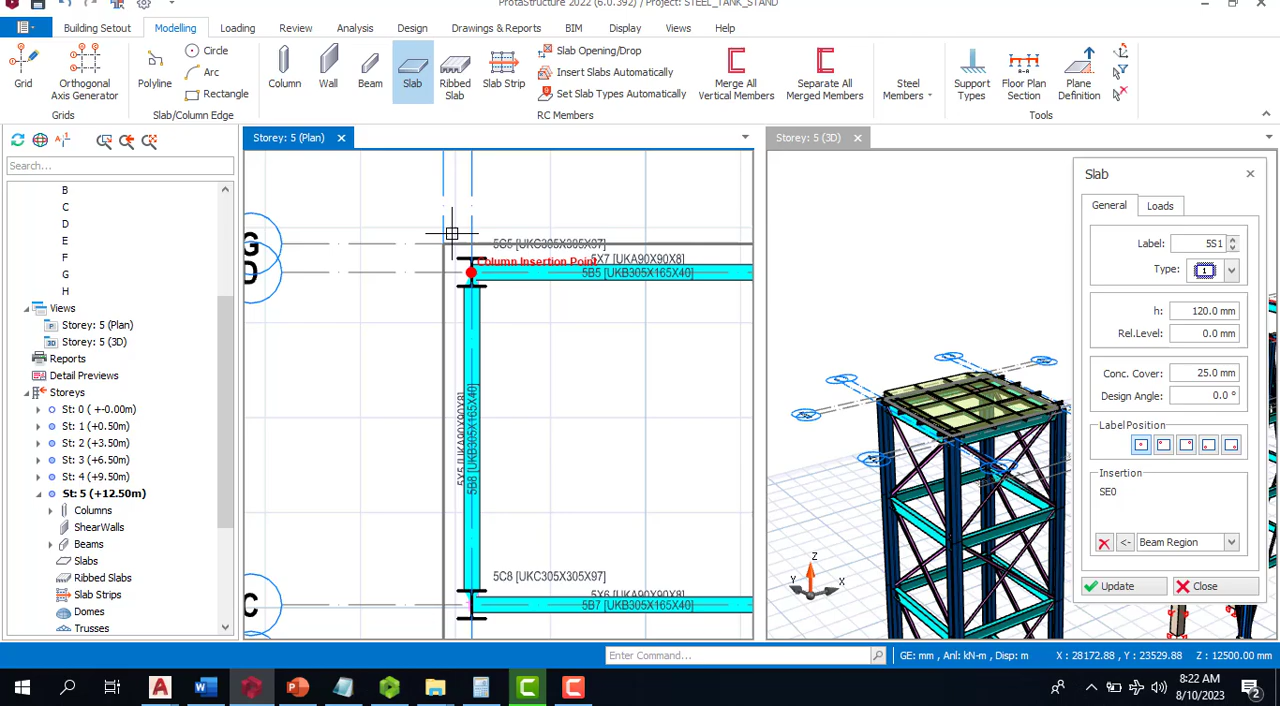 ProtaStructure 2022 (6.0.392) / Project: STEEL_TANK_STAND
Building Setout Modelling Loading Review Analysis Design Drawings & Reports BIM Display Views Help
Grid Orthogonal Axis Generator
Grids
Polyline Circle Arc Rectangle
Slab/Column Edge
Column Wall Beam Slab Ribbed Slab Slab Strip
Slab Opening/Drop
Insert Slabs Automatically
Set Slab Types Automatically
Merge All Vertical Members
Separate All Merged Members
RC Members
Steel Members
Support Types
Floor Plan Section
Plane Definition
Tools
Storey: 5 (Plan)
Storey: 5 (3D)
Search...
B
C
D
E
F
G
H
Views
Storey: 5 (Plan)
Storey: 5 (3D)
Reports
Detail Previews
Storeys
St: 0 ( +-0.00m)
St: 1 (+0.50m)
St: 2 (+3.50m)
St: 3 (+6.50m)
St: 4 (+9.50m)
St: 5 (+12.50m)
Columns
ShearWalls
Beams
Slabs
Ribbed Slabs
Slab Strips
Domes
Trusses
G
D
C
5C5 [UKC305X305X97]
5X7 [UKA90X90X8]
Column Insertion Point
5B5 [UKB305X165X40]
5X5 [UKA90X90X8]
5B8 [UKB305X165X40]
5C8 [UKC305X305X97]
5X6 [UKA90X90X8]
5B7 [UKB305X165X40]
Z
Y
X
Slab
General Loads
Label: 5S1
Type: 1
h: 120.0 mm
Rel.Level: 0.0 mm
Conc. Cover: 25.0 mm
Design Angle: 0.0 °
Label Position
Insertion
SE0
<- Beam Region
Update Close
Enter Command...
GE: mm , Anl: kN-m , Disp: m
X : 28172.88 , Y : 23529.88
Z : 12500.00 mm
8:22 AM
8/10/2023
2